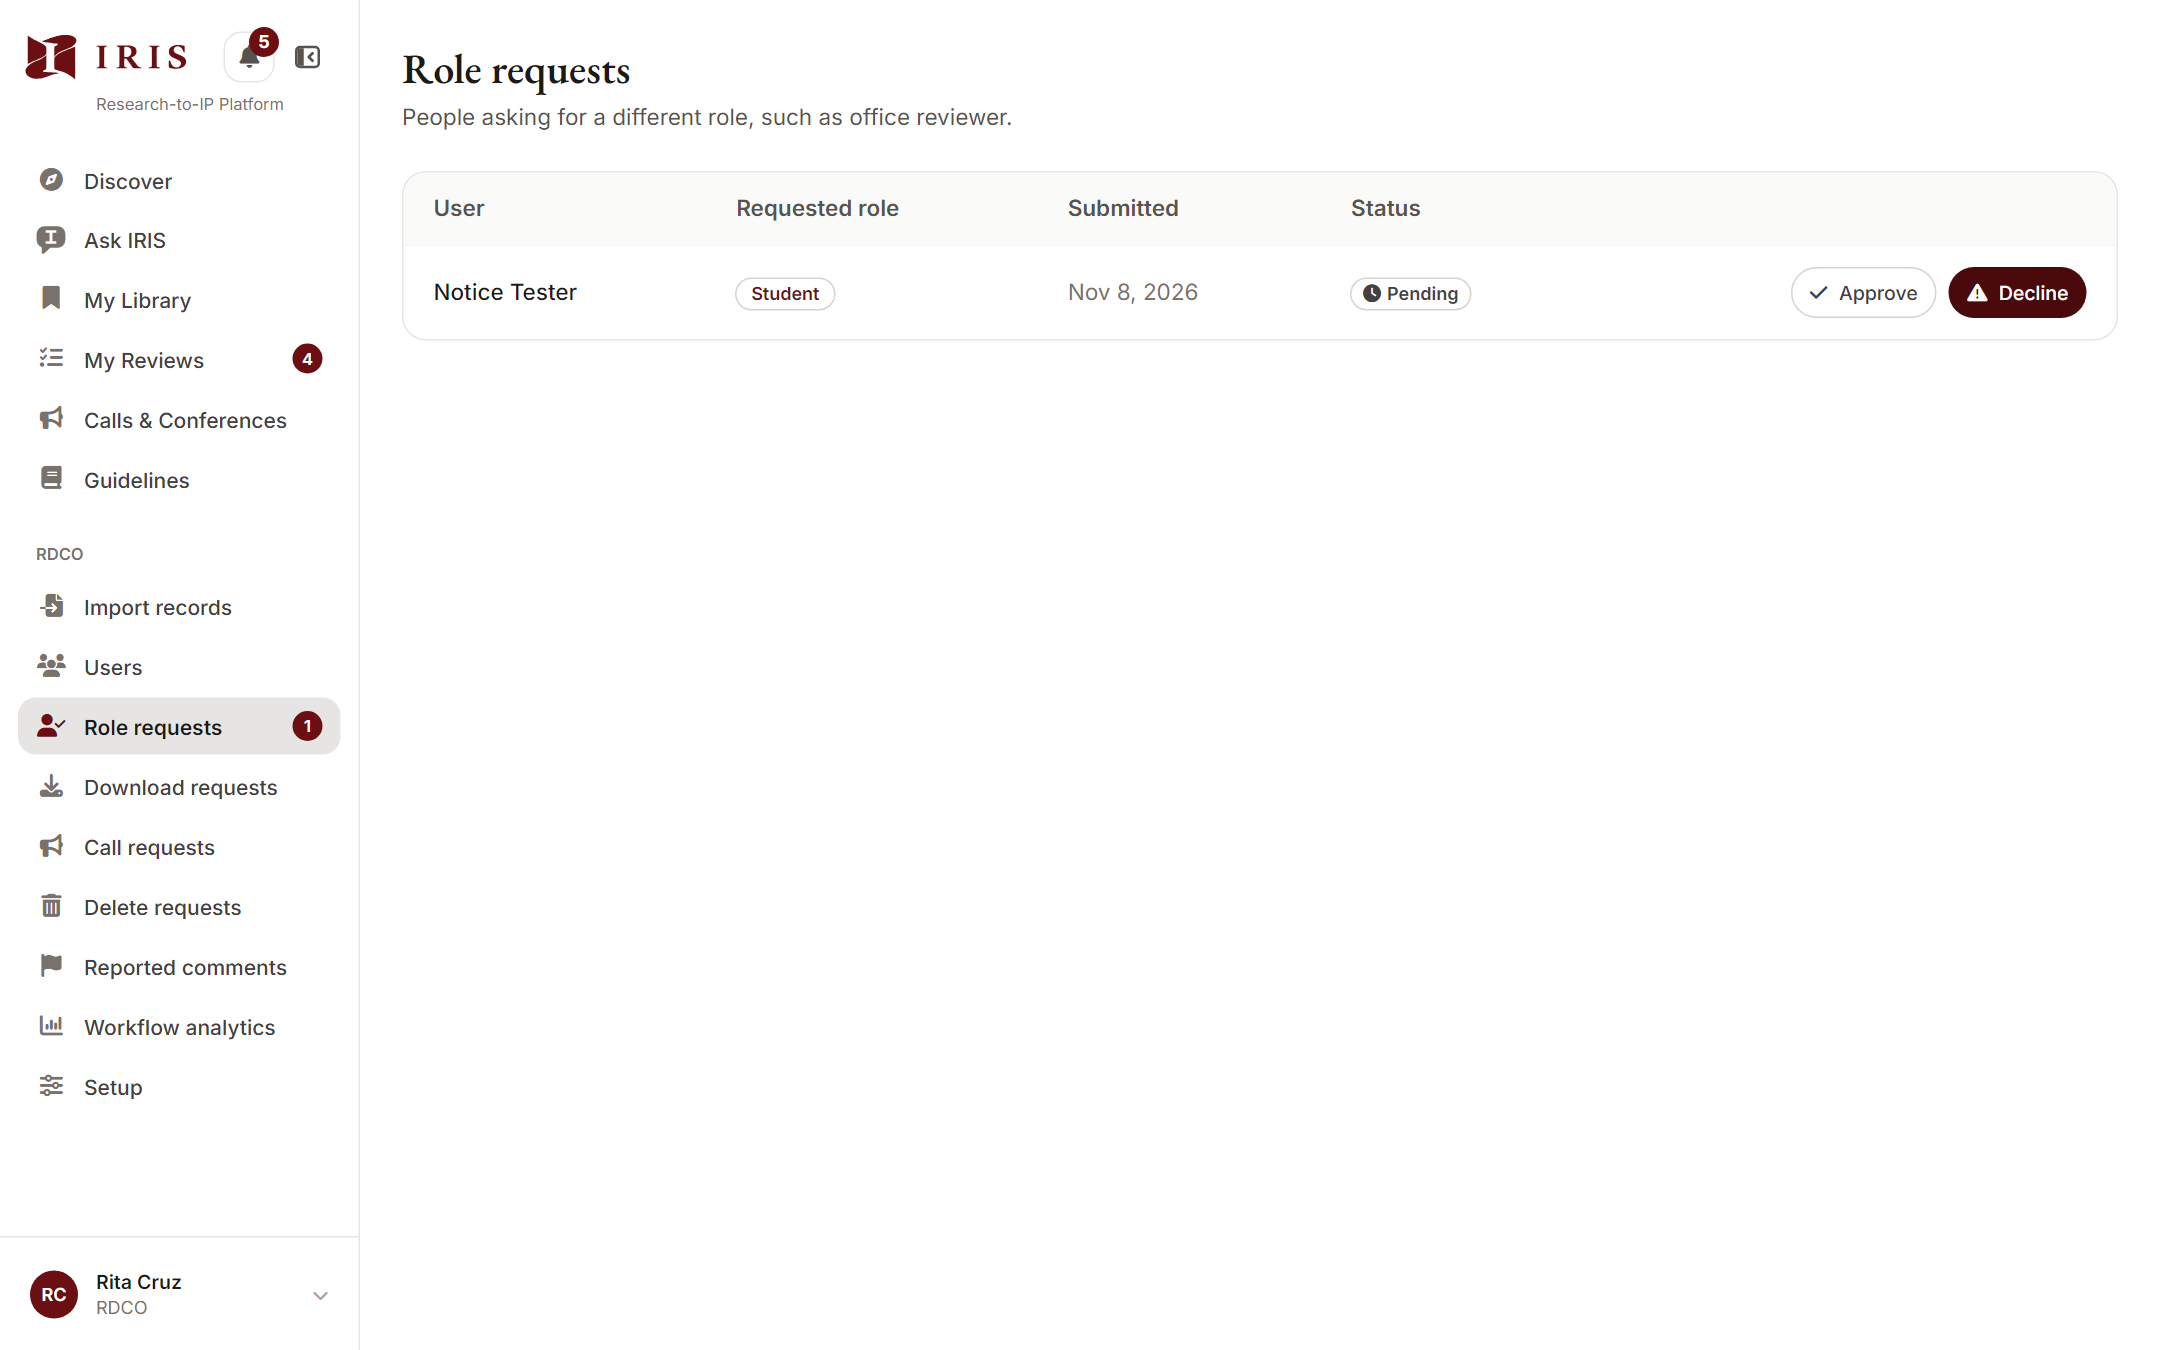 IRIS
5
Research-to-IP Platform
Discover
Ask IRIS
My Library
My Reviews 4
Calls & Conferences
Guidelines
RDCO
Import records
Users
Role requests 1
Download requests
Call requests
Delete requests
Reported comments
Workflow analytics
Setup
RC
Rita Cruz
RDCO
Role requests
People asking for a different role, such as office reviewer.
User Requested role Submitted Status
Notice Tester Student Nov 8, 2026 Pending Approve Decline